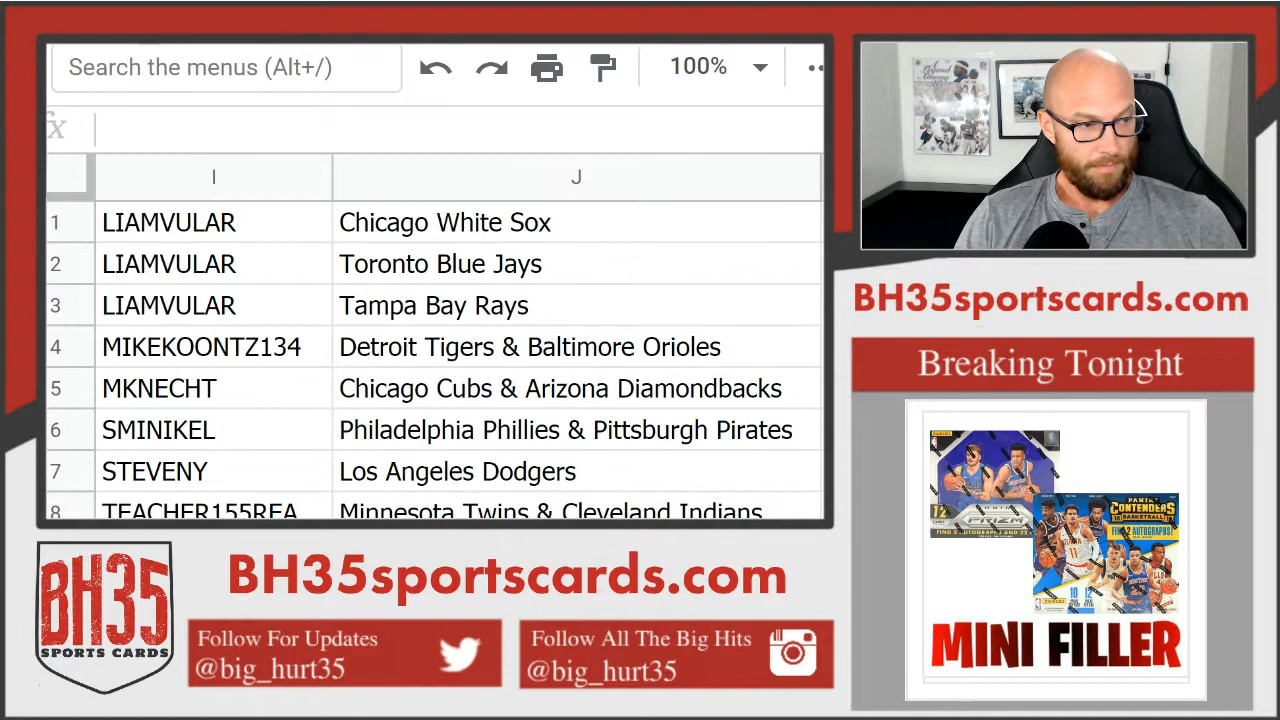 Search the menus (Alt+/)
100%
fx
I
J
1 LIAMVULAR Chicago White Sox
2 LIAMVULAR Toronto Blue Jays
3 LIAMVULAR Tampa Bay Rays
4 MIKEKOONTZ134 Detroit Tigers & Baltimore Orioles
5 MKNECHT Chicago Cubs & Arizona Diamondbacks
6 SMINIKEL Philadelphia Phillies & Pittsburgh Pirates
7 STEVENY Los Angeles Dodgers
8 TEACHER155REA Minnesota Twins & Cleveland Indians
BH35sportscards.com
Breaking Tonight
PRIZM
PANINI
CONTENDERS
BASKETBALL
MINI FILLER
BH35
SPORTS CARDS
BH35sportscards.com
Follow For Updates
@big_hurt35
Follow All The Big Hits
@big_hurt35